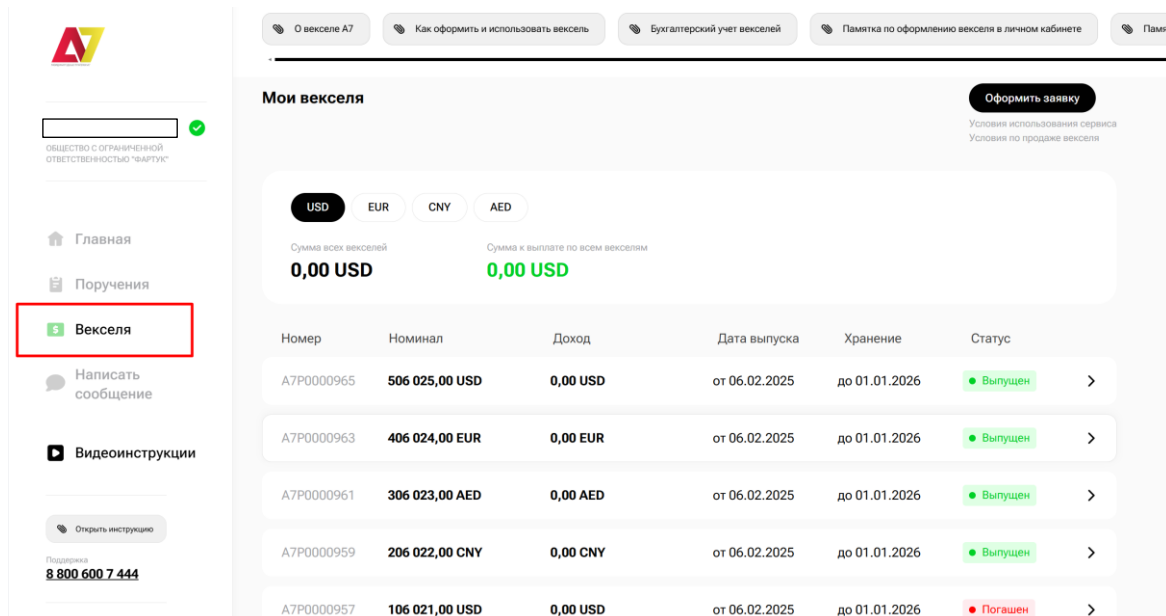 О векселе А7
Как оформить и использовать вексель
Бухгалтерский учет векселей
Памятка по оформлению векселя в личном кабинете
A7
ОБЩЕСТВО С ОГРАНИЧЕННОЙ
ОТВЕТСТВЕННОСТЬЮ "ФАРТУК"
Главная
Поручения
Векселя
Написать
сообщение
Видеоинструкции
Открыть инструкцию
Поддержка
8 800 600 7 444
Мои векселя
Оформить заявку
Условия использования сервиса
Условия по продаже векселя
USD EUR CNY AED
Сумма всех векселей Сумма к выплате по всем векселям
0,00 USD 0,00 USD
Номер Номинал Доход Дата выпуска Хранение Статус
A7P0000965 506 025,00 USD 0,00 USD от 06.02.2025 до 01.01.2026 Выпущен
A7P0000963 406 024,00 EUR 0,00 EUR от 06.02.2025 до 01.01.2026 Выпущен
A7P0000961 306 023,00 AED 0,00 AED от 06.02.2025 до 01.01.2026 Выпущен
A7P0000959 206 022,00 CNY 0,00 CNY от 06.02.2025 до 01.01.2026 Выпущен
A7P0000957 106 021,00 USD 0,00 USD от 06.02.2025 до 01.01.2026 Погашен